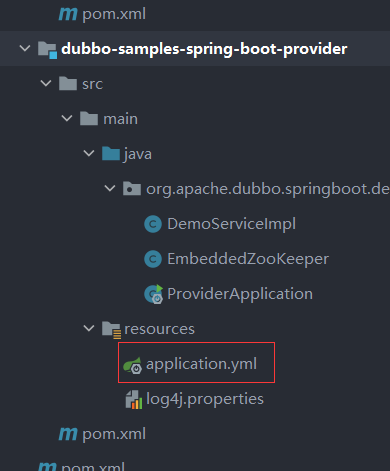 pom.xml
dubbo-samples-spring-boot-provider
src
main
java
org.apache.dubbo.springboot.de
DemoServiceImpl
EmbeddedZooKeeper
ProviderApplication
resources
application.yml
log4j.properties
pom.xml
pom.xml